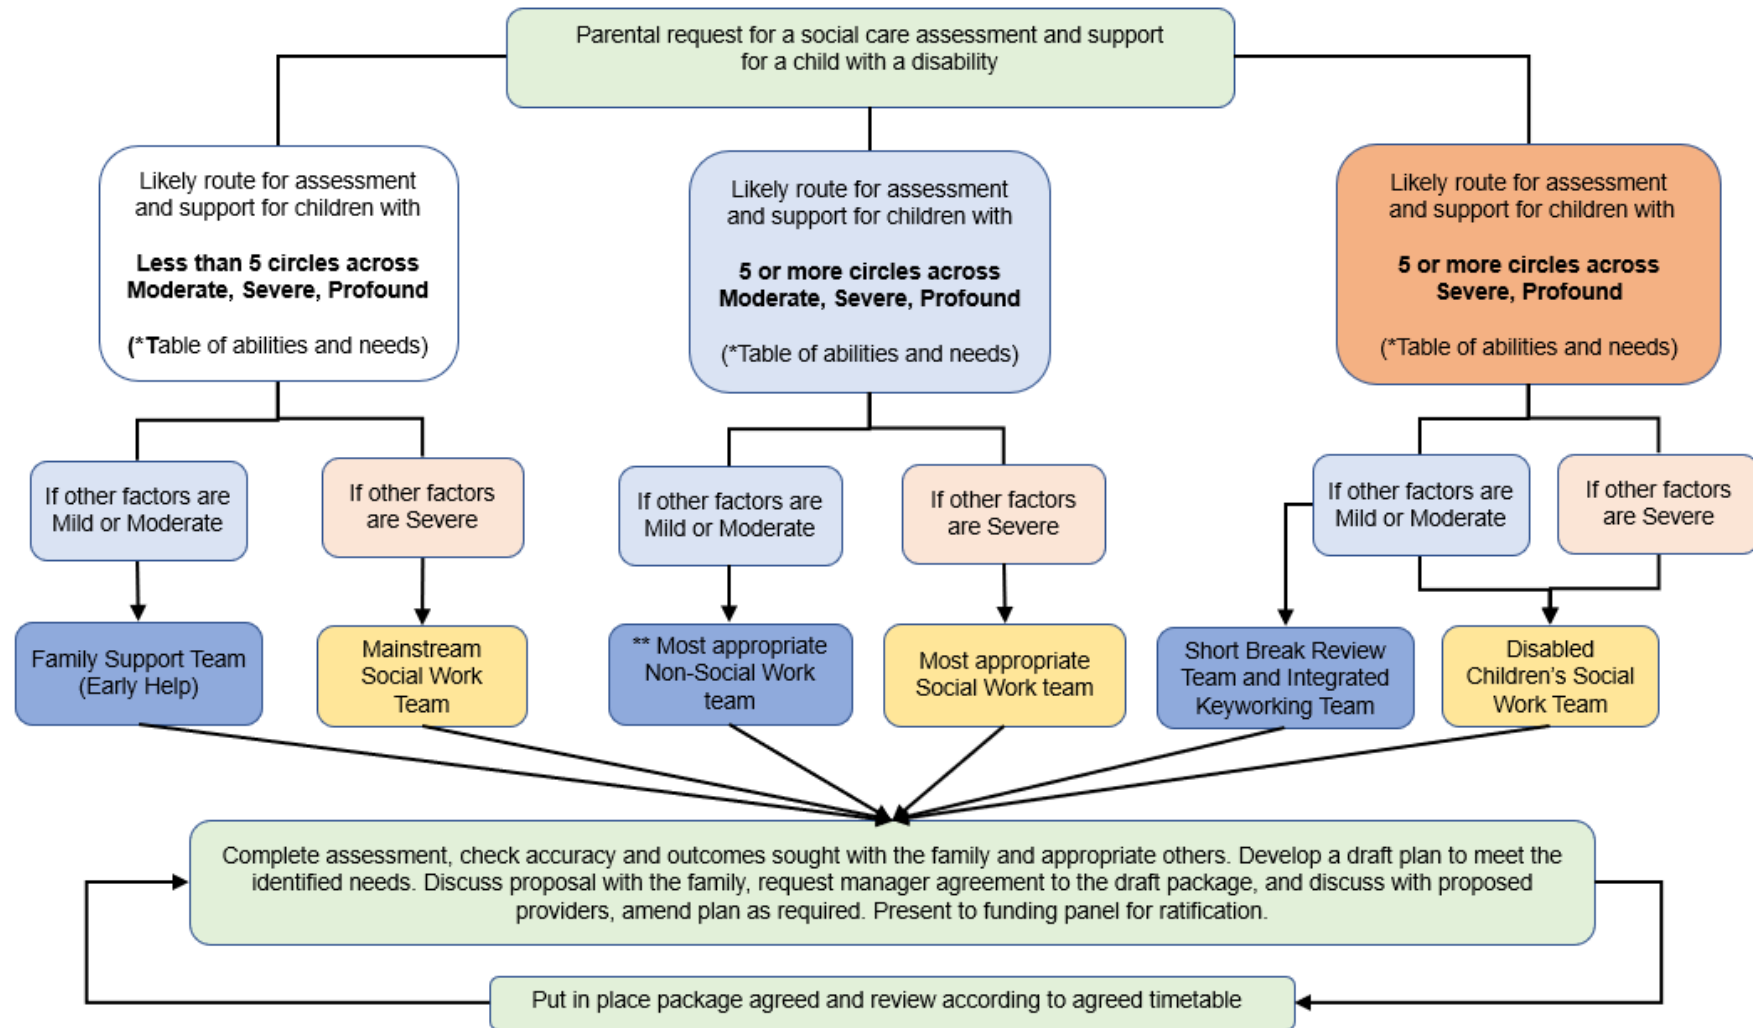 Parental request for a social care assessment and support
for a child with a disability
Likely route for assessment
and support for children with
Less than 5 circles across
Moderate, Severe, Profound
(*Table of abilities and needs)
Likely route for assessment
and support for children with
5 or more circles across
Moderate, Severe, Profound
(*Table of abilities and needs)
Likely route for assessment
and support for children with
5 or more circles across
Severe, Profound
(*Table of abilities and needs)
If other factors are
Mild or Moderate
If other factors
are Severe
If other factors are
Mild or Moderate
If other factors
are Severe
If other factors are
Mild or Moderate
If other factors
are Severe
Family Support Team
(Early Help)
Mainstream
Social Work
Team
** Most appropriate
Non-Social Work
team
Most appropriate
Social Work team
Short Break Review
Team and Integrated
Keyworking Team
Disabled
Children's Social
Work Team
Complete assessment, check accuracy and outcomes sought with the family and appropriate others. Develop a draft plan to meet the
identified needs. Discuss proposal with the family, request manager agreement to the draft package, and discuss with proposed
providers, amend plan as required. Present to funding panel for ratification.
Put in place package agreed and review according to agreed timetable